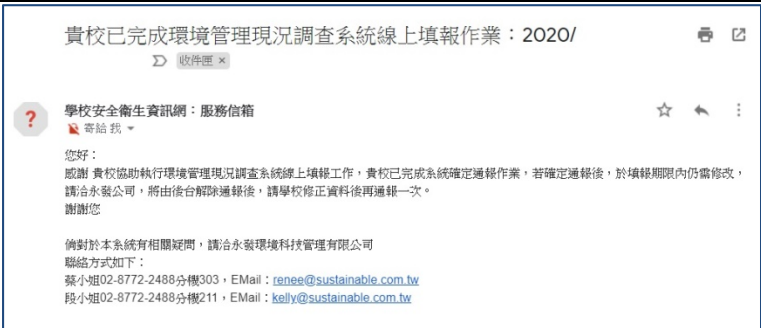 貴校已完成環境管理現況調查系統線上填報作業：2020/
收件匣 ×
學校安全衛生資訊網：服務信箱
寄給 我
您好：
感謝 貴校協助執行環境管理現況調查系統線上填報工作，貴校已完成系統確定通報作業，若確定通報後，於填報期限內仍需修改，
請洽永發公司，將由後台解除通報後，請學校修正資料後再通報一次。
謝謝您
倘對於本系統有相關疑問，請洽永發環境科技管理有限公司
聯絡方式如下：
蔡小姐02-8772-2488分機303，EMail：renee@sustainable.com.tw
段小姐02-8772-2488分機211，EMail：kelly@sustainable.com.tw